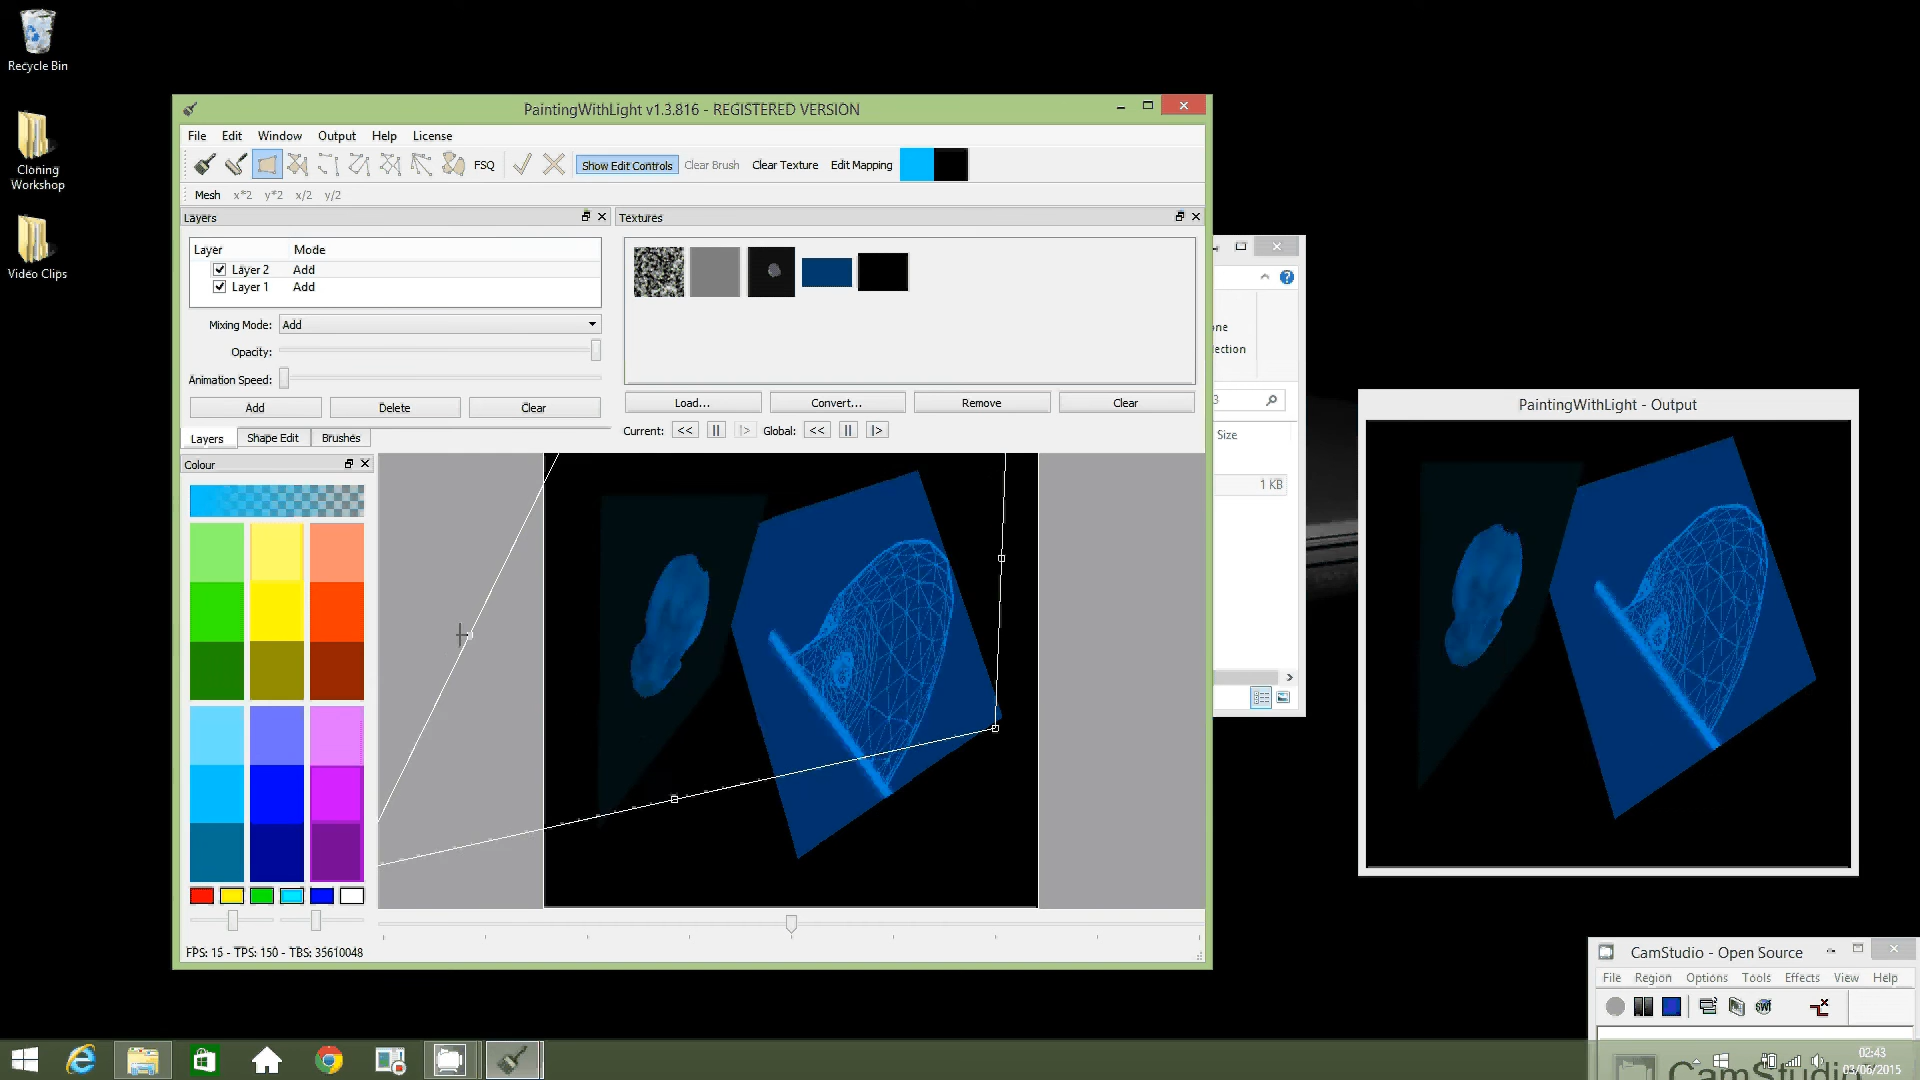 Recycle Bin
Cloning
Workshop
Video Clips
PaintingWithLight v1.3.816 - REGISTERED VERSION
File Edit Window Output Help License
FSQ Show Edit Controls Clear Brush Clear Texture Edit Mapping
Mesh x*2 y*2 x/2 y/2
Layers
Textures
Layer Mode
Layer 2 Add
Layer 1 Add
Mixing Mode: Add
Opacity:
Animation Speed:
Add Delete Clear
Load... Convert... Remove Clear
Current: << || |> Global: << || |>
Layers Shape Edit Brushes
Colour
FPS: 15 - TPS: 150 - TBS: 35610048
one
lection
3
Size
1 KB
PaintingWithLight - Output
CamStudio - Open Source
File Region Options Tools Effects View Help
SWF
02:43
03/06/2015